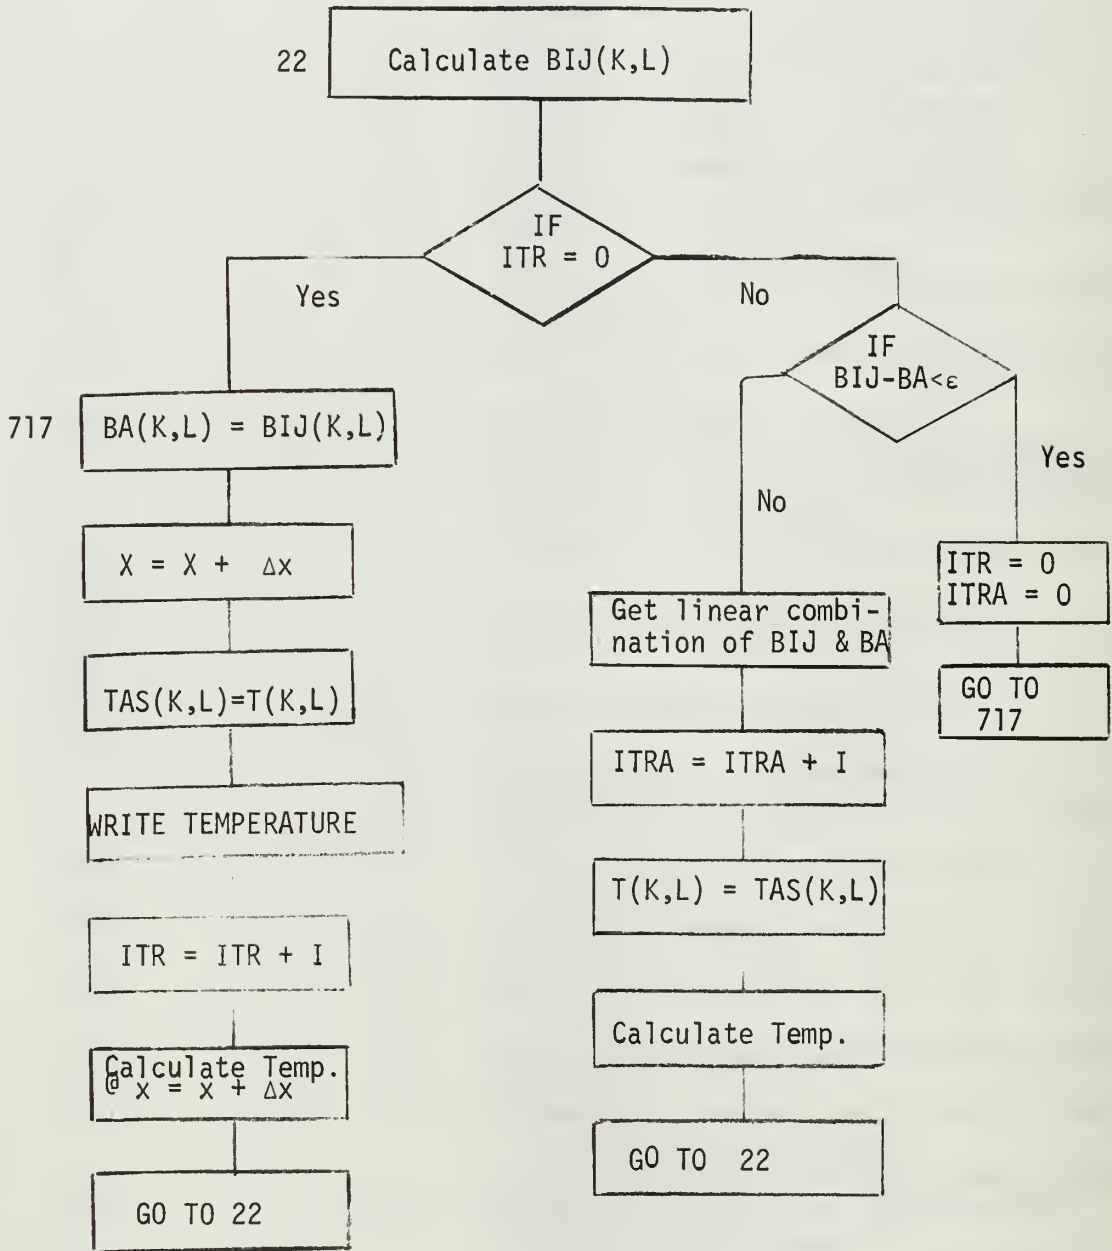 22
Calculate BIJ(K,L)
IF
ITR = 0
Yes
No
IF
BIJ-BA<ε
717
BA(K,L) = BIJ(K,L)
Yes
No
X = X + Δx
ITR = 0
ITRA = 0
Get linear combi-
nation of BIJ & BA
TAS(K,L)=T(K,L)
GO TO
717
ITRA = ITRA + I
WRITE TEMPERATURE
T(K,L) = TAS(K,L)
ITR = ITR + I
Calculate Temp.
Calculate Temp.
@ x = x + Δx
GO TO 22
GO TO 22